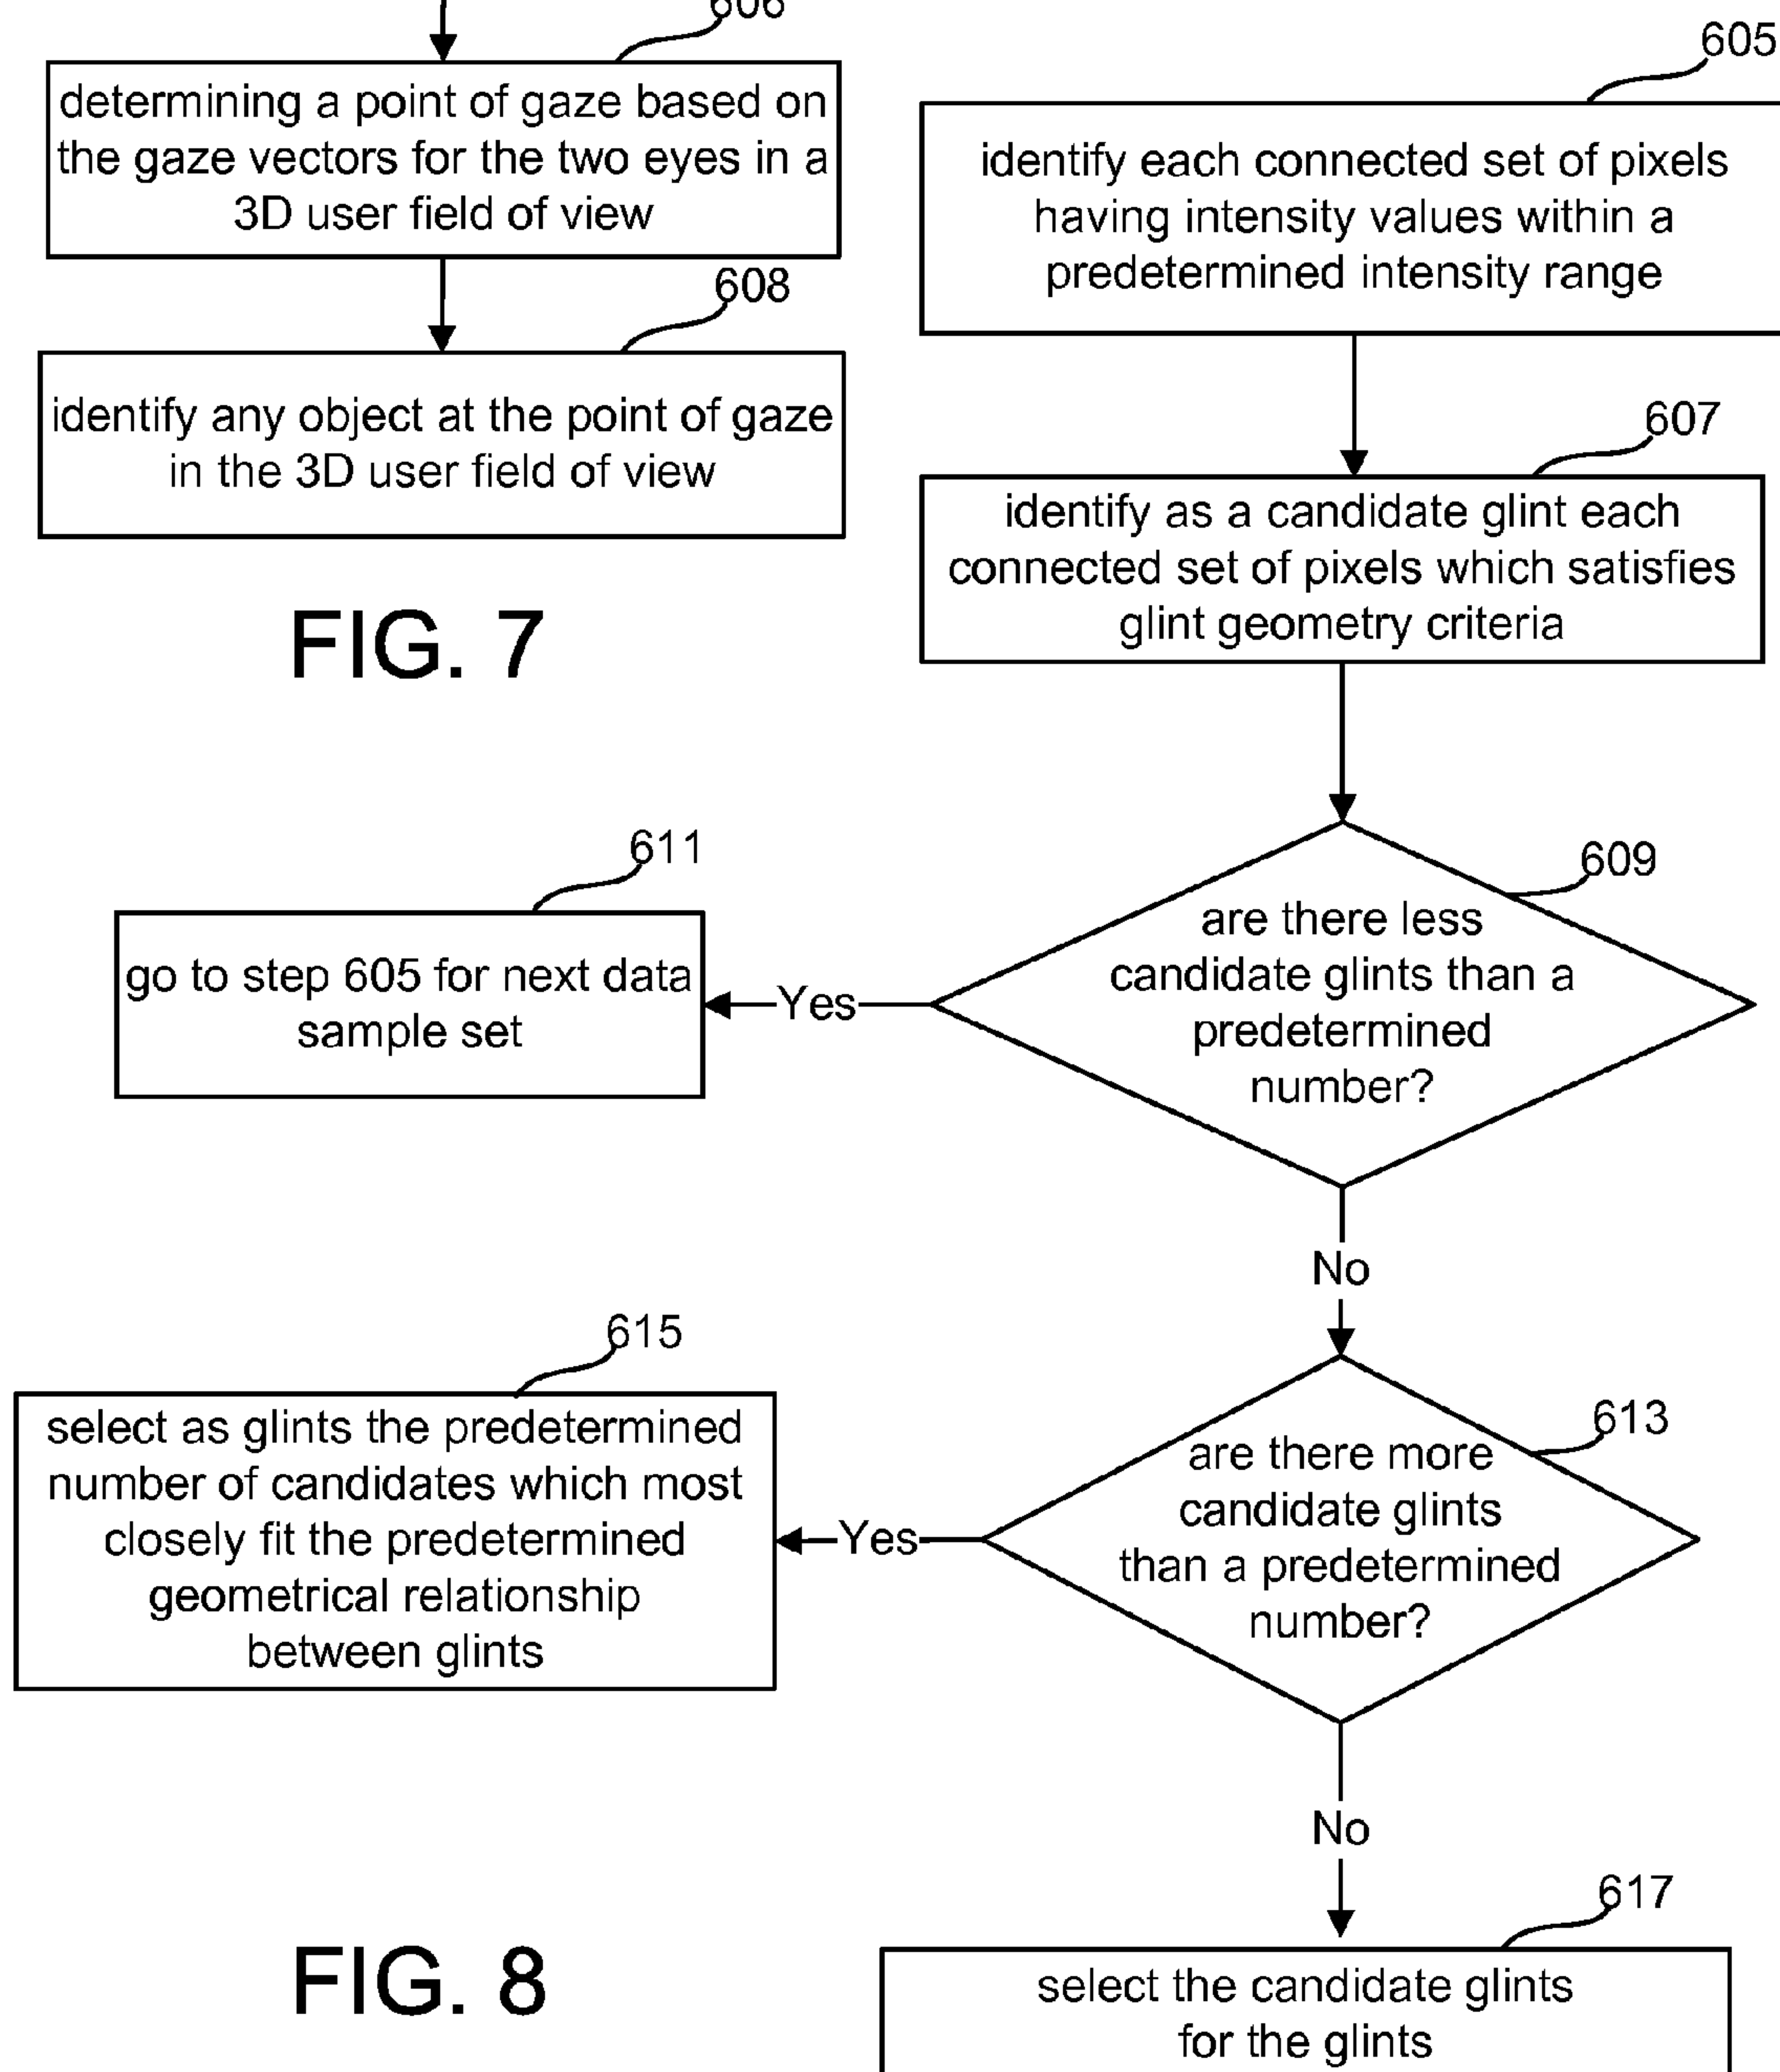 606
determining a point of gaze based on
the gaze vectors for the two eyes in a
3D user field of view
608
identify any object at the point of gaze
in the 3D user field of view
FIG. 7
605
identify each connected set of pixels
having intensity values within a
predetermined intensity range
607
identify as a candidate glint each
connected set of pixels which satisfies
glint geometry criteria
609
are there less
candidate glints than a
predetermined
number?
Yes
611
go to step 605 for next data
sample set
No
613
are there more
candidate glints
than a predetermined
number?
Yes
615
select as glints the predetermined
number of candidates which most
closely fit the predetermined
geometrical relationship
between glints
No
617
select the candidate glints
for the glints
FIG. 8